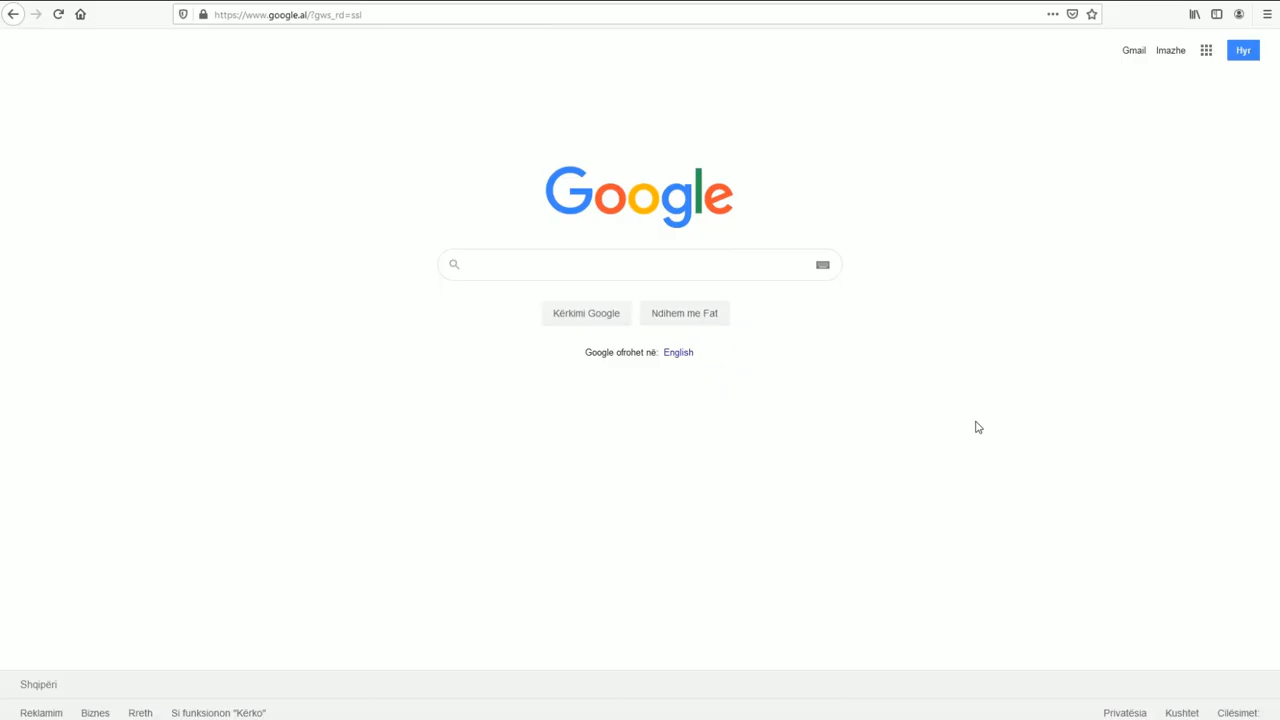 https://www.google.al/?gws_rd=ssl
Gmail Imazhe Hyr
Google
Kërkimi Google Ndihem me Fat
Google ofrohet në: English
Shqipëri
Reklamim Biznes Rreth Si funksionon "Kërko" Privatësia Kushtet Cilësimet